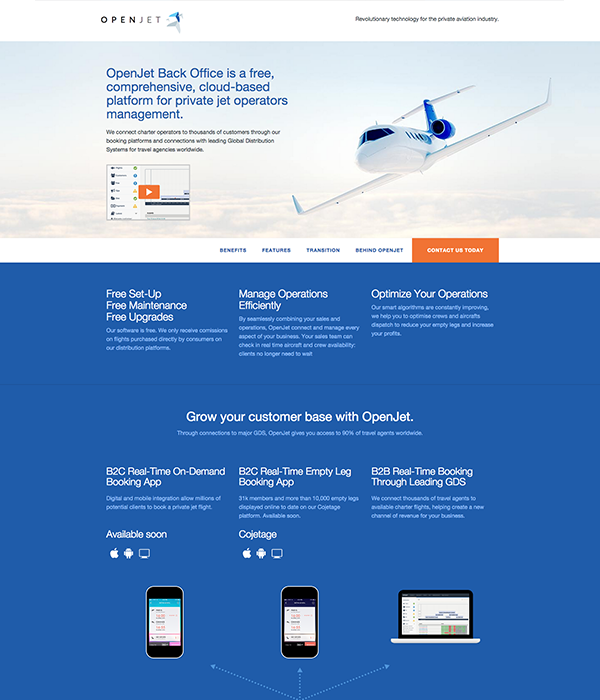 OPENJET
Revolutionary technology for the private aviation industry.
OpenJet Back Office is a free,
comprehensive, cloud-based
platform for private jet operators
management.
We connect charter operators to thousands of customers through our
booking platforms and connections with leading Global Distribution
Systems for travel agencies worldwide.
BENEFITS FEATURES TRANSITION BEHIND OPENJET CONTACT US TODAY
Free Set-Up
Free Maintenance
Free Upgrades
Our software is free. We only receive comissions
on flights purchased directly by consumers on
our distribution platforms.
Manage Operations
Efficiently
By seamlessly combining your sales and
operations, OpenJet connect and manage every
aspect of your business. Your sales team can
check in real time aircraft and crew availability:
clients no longer need to wait
Optimize Your Operations
Our smart algorithms are constantly improving,
we help you to optimise crews and aircrafts
dispatch to reduce your empty legs and increase
your profits.
Grow your customer base with OpenJet.
Through connections to major GDS, OpenJet gives you access to 90% of travel agents worldwide.
B2C Real-Time On-Demand
Booking App
Digital and mobile integration allow millions of
potential clients to book a private jet flight.
Available soon
B2C Real-Time Empty Leg
Booking App
31k members and more than 10,000 empty legs
displayed online to date on our Cojetage
platform. Available soon.
Cojetage
B2B Real-Time Booking
Through Leading GDS
We connect thousands of travel agents to
available charter flights, helping create a new
channel of revenue for your business.